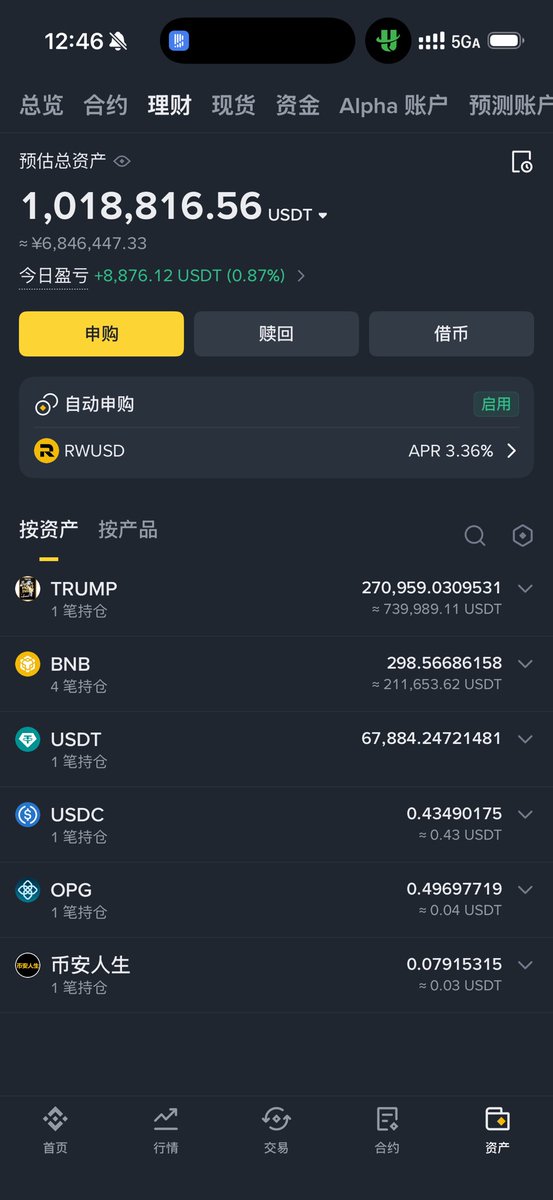 12:46 5GA
总览 合约 理财 现货 资金 Alpha 账户 预测账户
预估总资产
1,018,816.56 USDT
≈ ¥6,846,447.33
今日盈亏 +8,876.12 USDT (0.87%)
申购 赎回 借币
自动申购 启用
RWUSD APR 3.36%
按资产 按产品
TRUMP 270,959.0309531
1 笔持仓 ≈ 739,989.11 USDT
BNB 298.56686158
4 笔持仓 ≈ 211,653.62 USDT
USDT 67,884.24721481
1 笔持仓
USDC 0.43490175
1 笔持仓 ≈ 0.43 USDT
OPG 0.49697719
1 笔持仓 ≈ 0.04 USDT
币安人生 币安人生 0.07915315
1 笔持仓 ≈ 0.03 USDT
首页 行情 交易 合约 资产